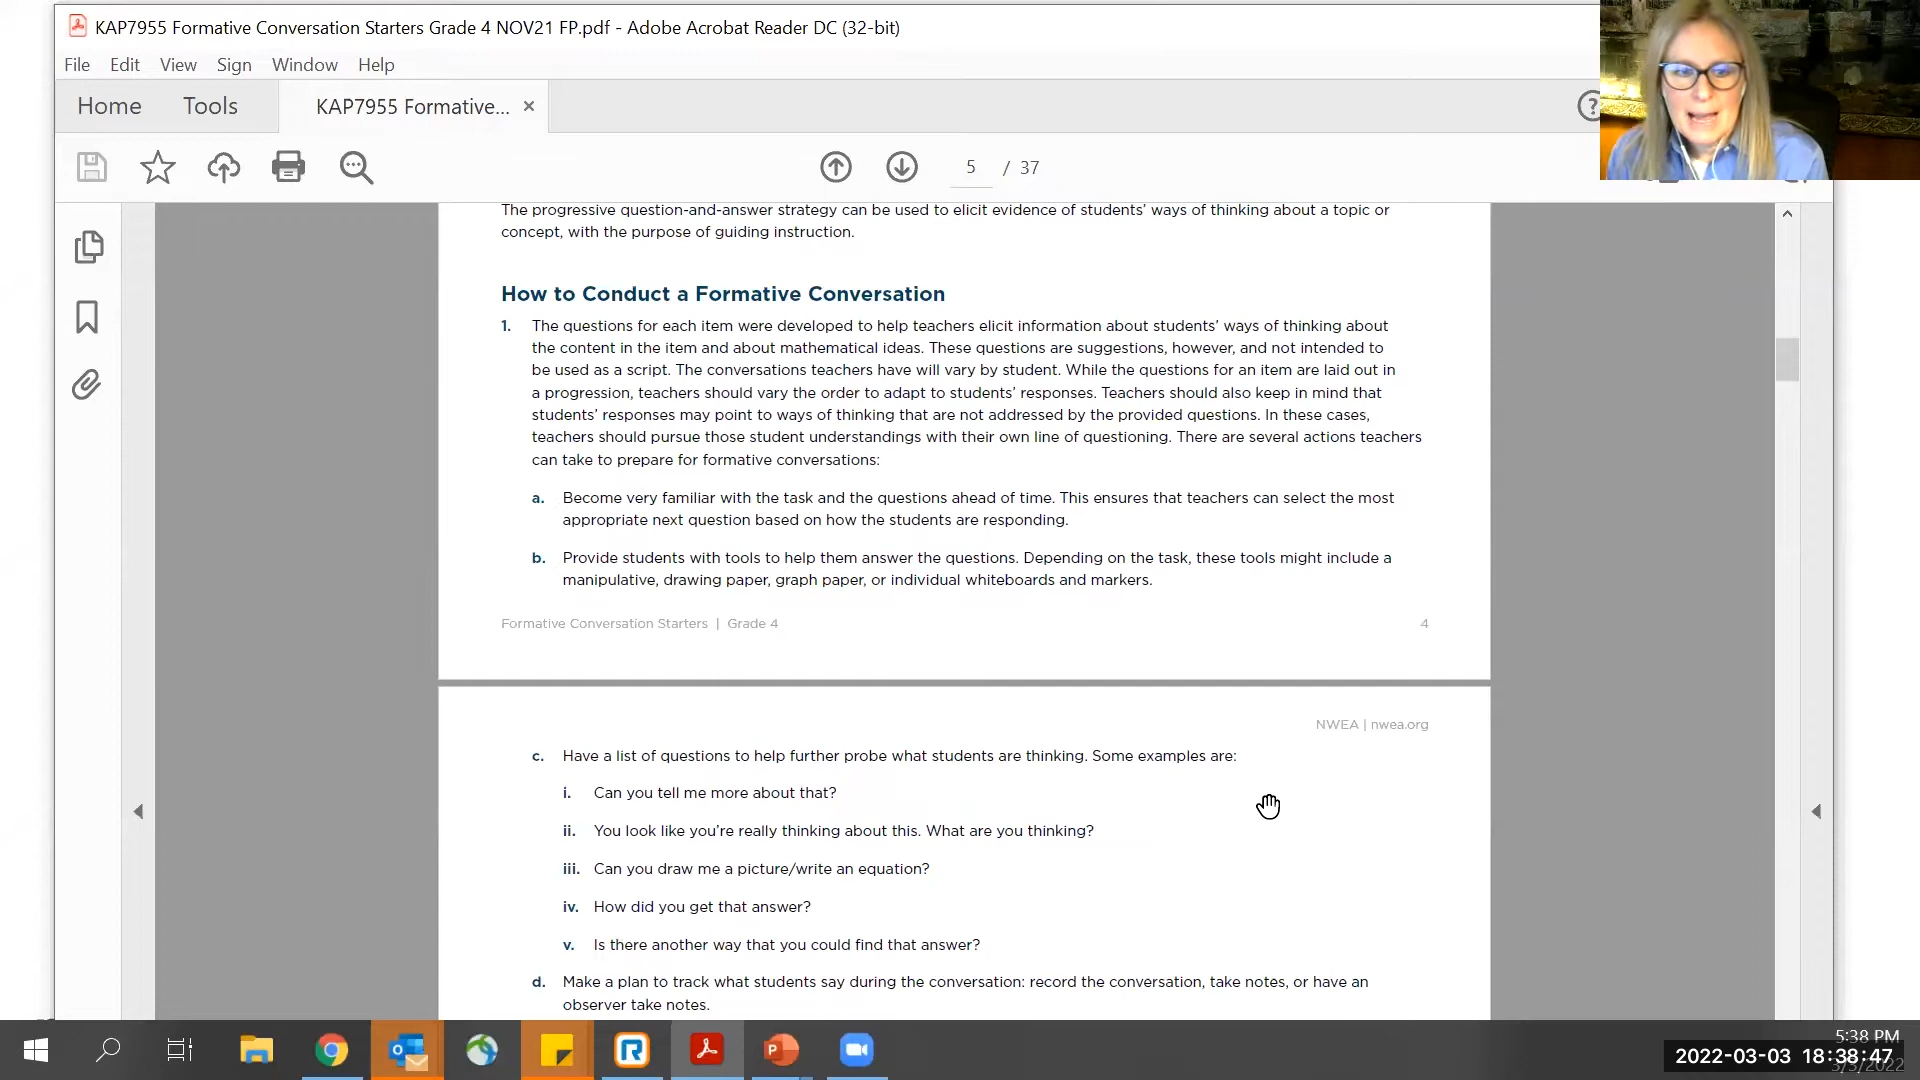 KAP7955 Formative Conversation Starters Grade 4 NOV21 FP.pdf - Adobe Acrobat Reader DC (32-bit)
File Edit View Sign Window Help
Home Tools KAP7955 Formative... ×
5 / 37
The progressive question-and-answer strategy can be used to elicit evidence of students’ ways of thinking about a topic or
concept, with the purpose of guiding instruction.
How to Conduct a Formative Conversation
1. The questions for each item were developed to help teachers elicit information about students’ ways of thinking about
the content in the item and about mathematical ideas. These questions are suggestions, however, and not intended to
be used as a script. The conversations teachers have will vary by student. While the questions for an item are laid out in
a progression, teachers should vary the order to adapt to students’ responses. Teachers should also keep in mind that
students’ responses may point to ways of thinking that are not addressed by the provided questions. In these cases,
teachers should pursue those student understandings with their own line of questioning. There are several actions teachers
can take to prepare for formative conversations:
a. Become very familiar with the task and the questions ahead of time. This ensures that teachers can select the most
appropriate next question based on how the students are responding.
b. Provide students with tools to help them answer the questions. Depending on the task, these tools might include a
manipulative, drawing paper, graph paper, or individual whiteboards and markers.
Formative Conversation Starters | Grade 4 4
NWEA | nwea.org
c. Have a list of questions to help further probe what students are thinking. Some examples are:
i. Can you tell me more about that?
ii. You look like you’re really thinking about this. What are you thinking?
iii. Can you draw me a picture/write an equation?
iv. How did you get that answer?
v. Is there another way that you could find that answer?
d. Make a plan to track what students say during the conversation: record the conversation, take notes, or have an
observer take notes.
5:38 PM
2022-03-03 18:38:47
3/3/2022